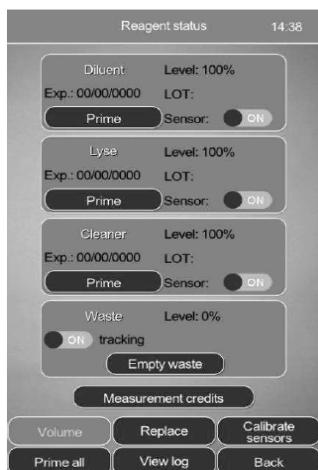 Reagent status 14:38
Diluent Level: 100%
Exp.: 00/00/0000 LOT:
Prime Sensor: ON
Lyse Level: 100%
Exp.: 00/00/0000 LOT:
Prime Sensor: ON
Cleaner Level: 100%
Exp.: 00/00/0000 LOT:
Prime Sensor: ON
Waste Level: 0%
ON tracking
Empty waste
Measurement credits
Volume Replace Calibrate sensors
Prime all View log Back